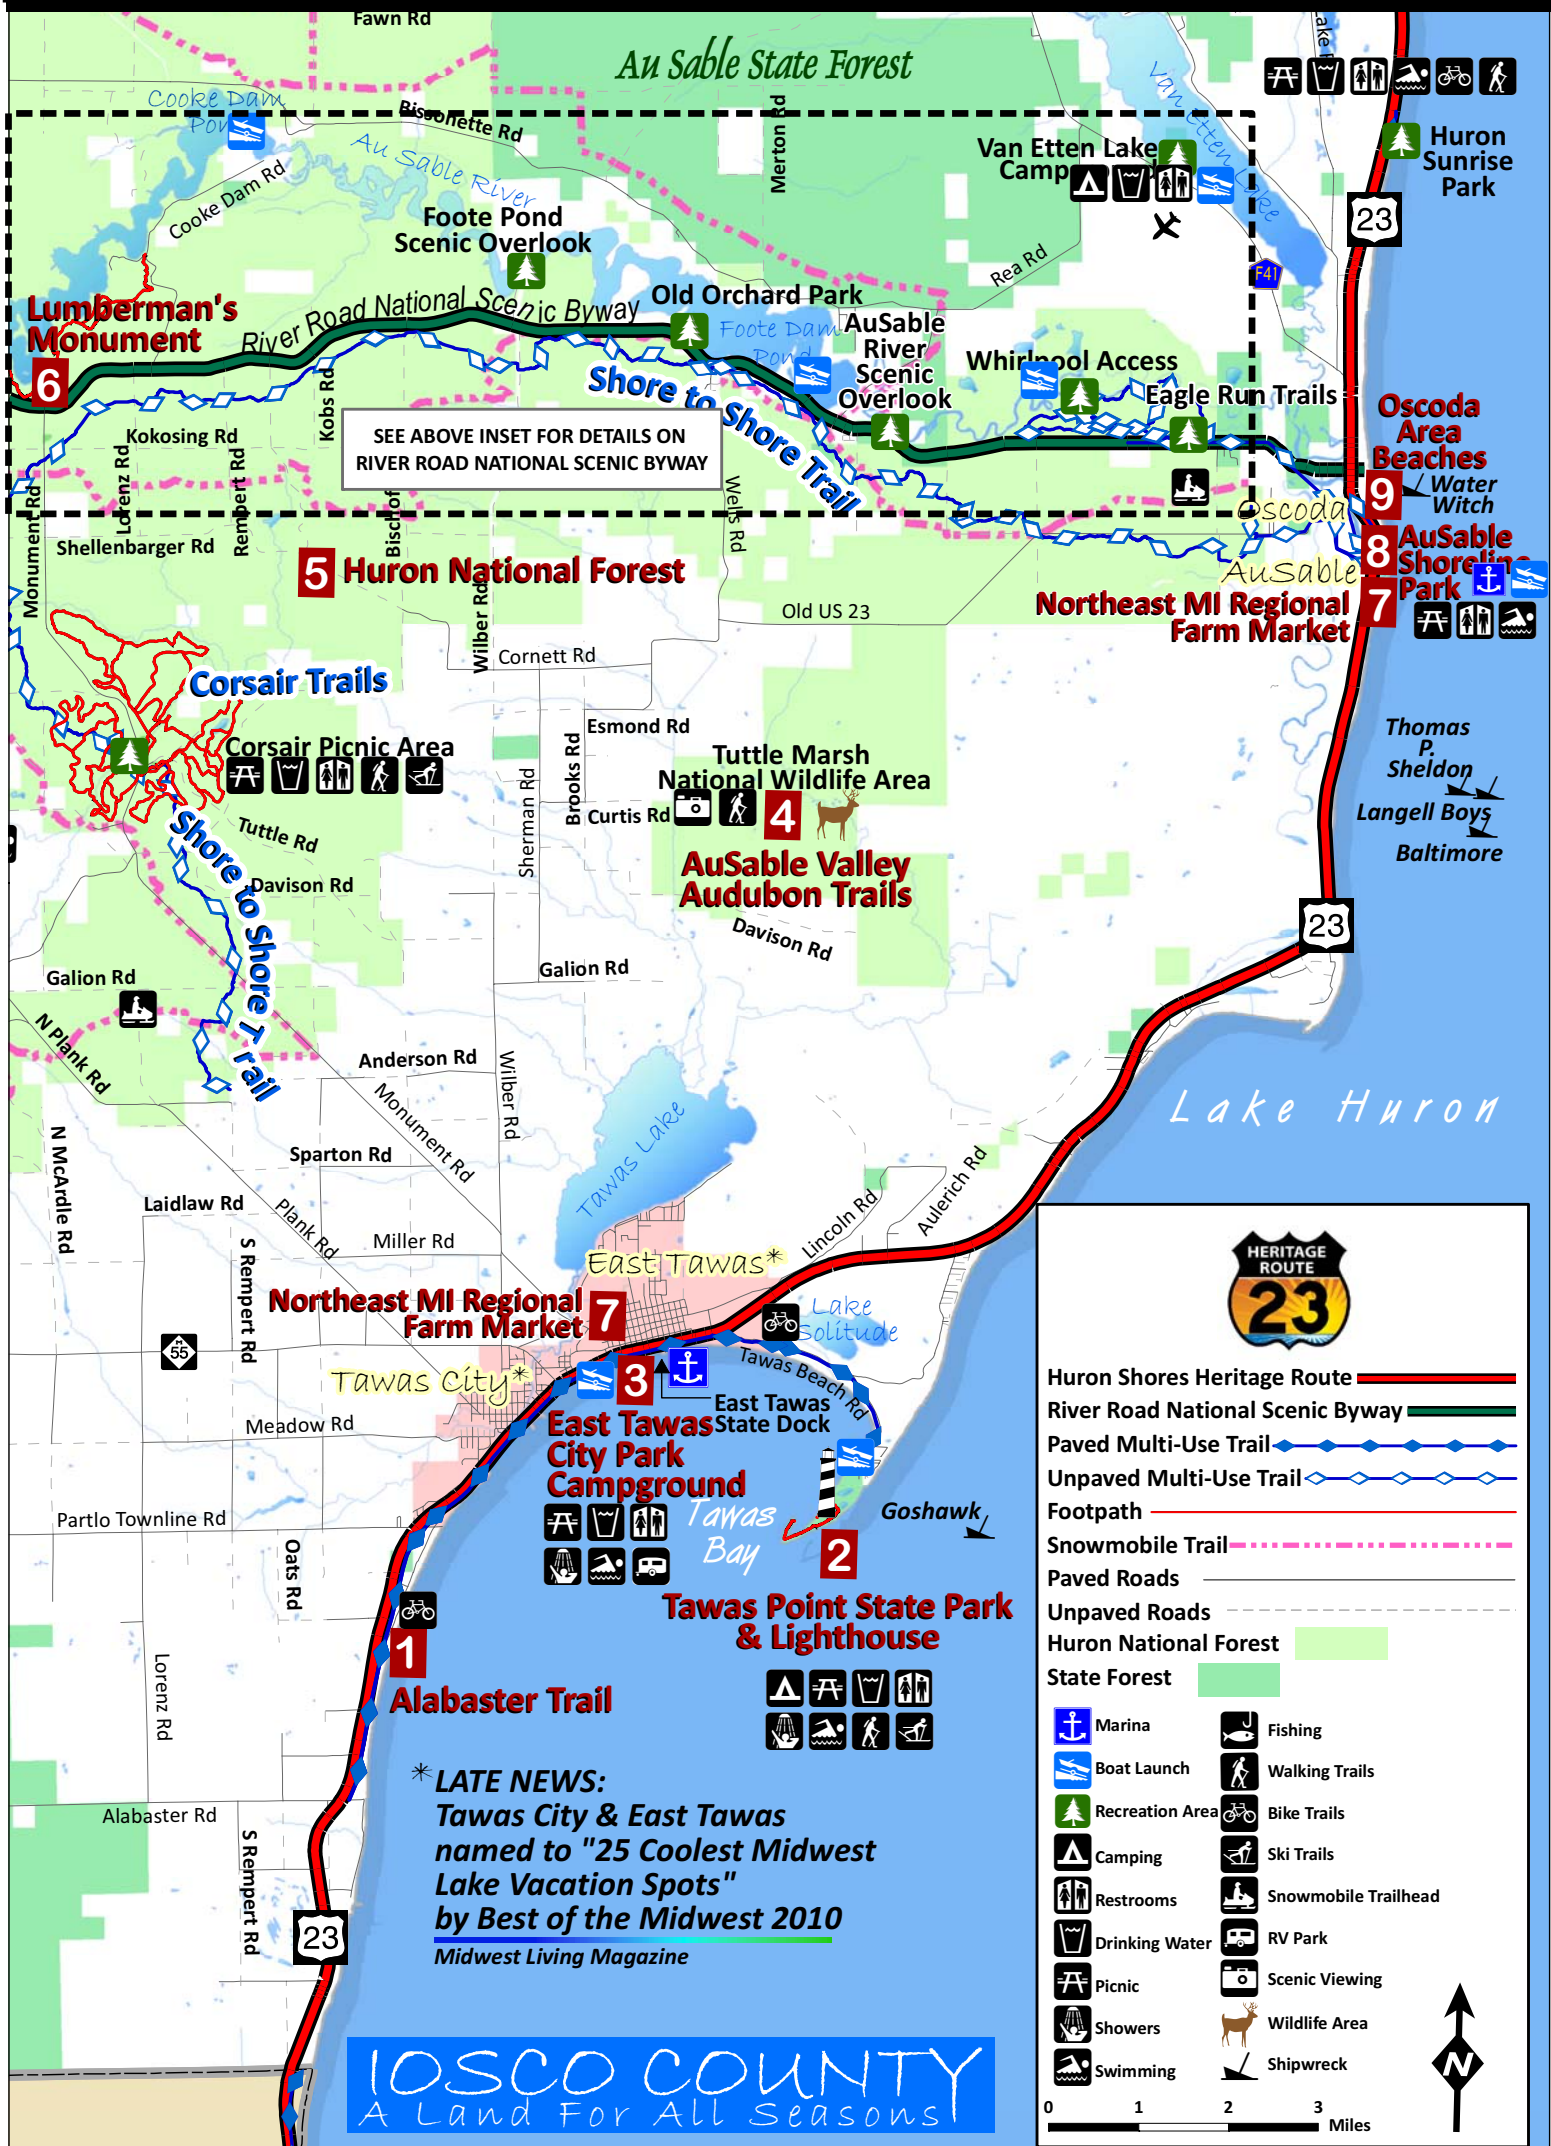 Fawn Rd
Au Sable State Forest
Cooke Dam
Pond
Bissonette Rd
Merton Rd
Van Etten Lake
Au Sable River
Cooke Dam Rd
Van Etten Lake
Huron
Sunrise
Park
23
Foote Pond
Scenic Overlook
Rea Rd
F41
Lumberman's
Monument
6
River Road National Scenic Byway
Old Orchard Park
Foote Dam
Pond
AuSable
River
Scenic
Overlook
Whirlpool Access
Eagle Run Trails
Shore to Shore Trail
Kobs Rd
Kokosing Rd
Lorenz Rd
Rempert Rd
SEE ABOVE INSET FOR DETAILS ON
RIVER ROAD NATIONAL SCENIC BYWAY
Oscoda
Area
Beaches
9
Water
Witch
Oscoda
Monument Rd
Wells Rd
Shellenbarger Rd
5
Huron National Forest
8
AuSable
Shoreline
Park
AuSable
7
Northeast MI Regional
Farm Market
Old US 23
Wilber Rd
Cornett Rd
Corsair Trails
Corsair Picnic Area
Esmond Rd
Brooks Rd
Sherman Rd
Curtis Rd
Tuttle Marsh
National Wildlife Area
4
AuSable Valley
Audubon Trails
Thomas
P.
Sheldon
Langell Boys
Baltimore
Tuttle Rd
Davison Rd
Shore to Shore Trail
Davison Rd
23
Galion Rd
Galion Rd
N Plank Rd
Anderson Rd
Wilber Rd
Monument Rd
Lake Huron
Tawas Lake
N McArdle Rd
Sparton Rd
Laidlaw Rd
Plank Rd
Miller Rd
S Rempert Rd
Lincoln Rd
Aulerich Rd
East Tawas*
Northeast MI Regional
Farm Market
7
Lake
Solitude
55
Tawas City*
3
Tawas Beach Rd
East Tawas
State Dock
Meadow Rd
East Tawas
City Park
Campground
Partlo Townline Rd
Oats Rd
Tawas
Bay
Goshawk
2
Tawas Point State Park
& Lighthouse
1
Alabaster Trail
Lorenz Rd
Alabaster Rd
S Rempert Rd
23
*LATE NEWS:
Tawas City & East Tawas
named to "25 Coolest Midwest
Lake Vacation Spots"
by Best of the Midwest 2010
Midwest Living Magazine
IOSCO COUNTY
A Land For All Seasons
HERITAGE
ROUTE
23
Huron Shores Heritage Route
River Road National Scenic Byway
Paved Multi-Use Trail
Unpaved Multi-Use Trail
Footpath
Snowmobile Trail
Paved Roads
Unpaved Roads
Huron National Forest
State Forest
Marina
Fishing
Boat Launch
Walking Trails
Recreation Area
Bike Trails
Camping
Ski Trails
Restrooms
Snowmobile Trailhead
Drinking Water
RV Park
Picnic
Scenic Viewing
Showers
Wildlife Area
Swimming
Shipwreck
0 1 2 3
Miles
N